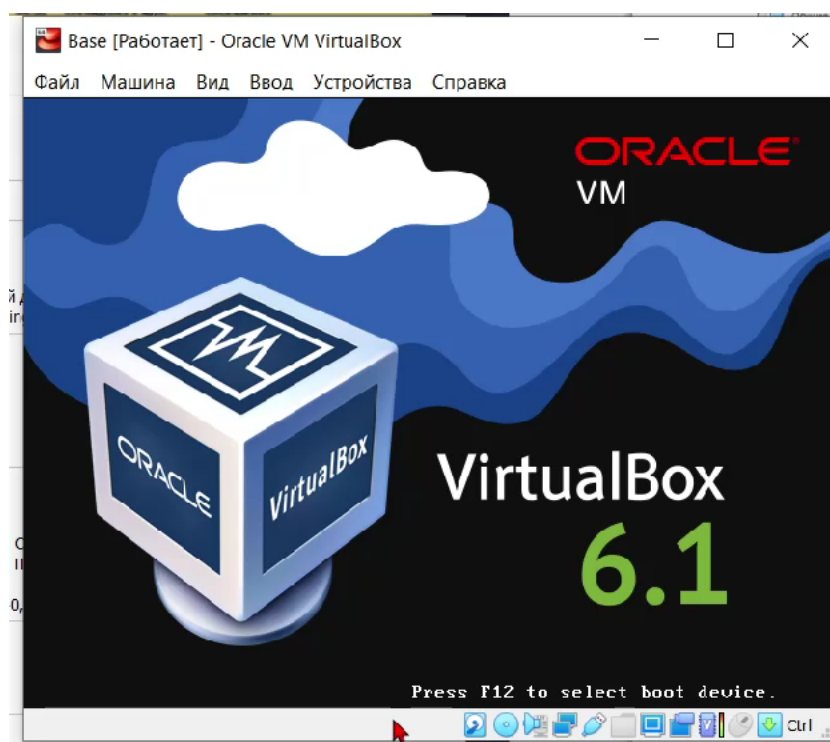 Base [Работает] - Oracle VM VirtualBox
Файл Машина Вид Ввод Устройства Справка
ORACLE
VM
ORACLE
VirtualBox
VirtualBox
6.1
Press F12 to select boot device.
Ctrl